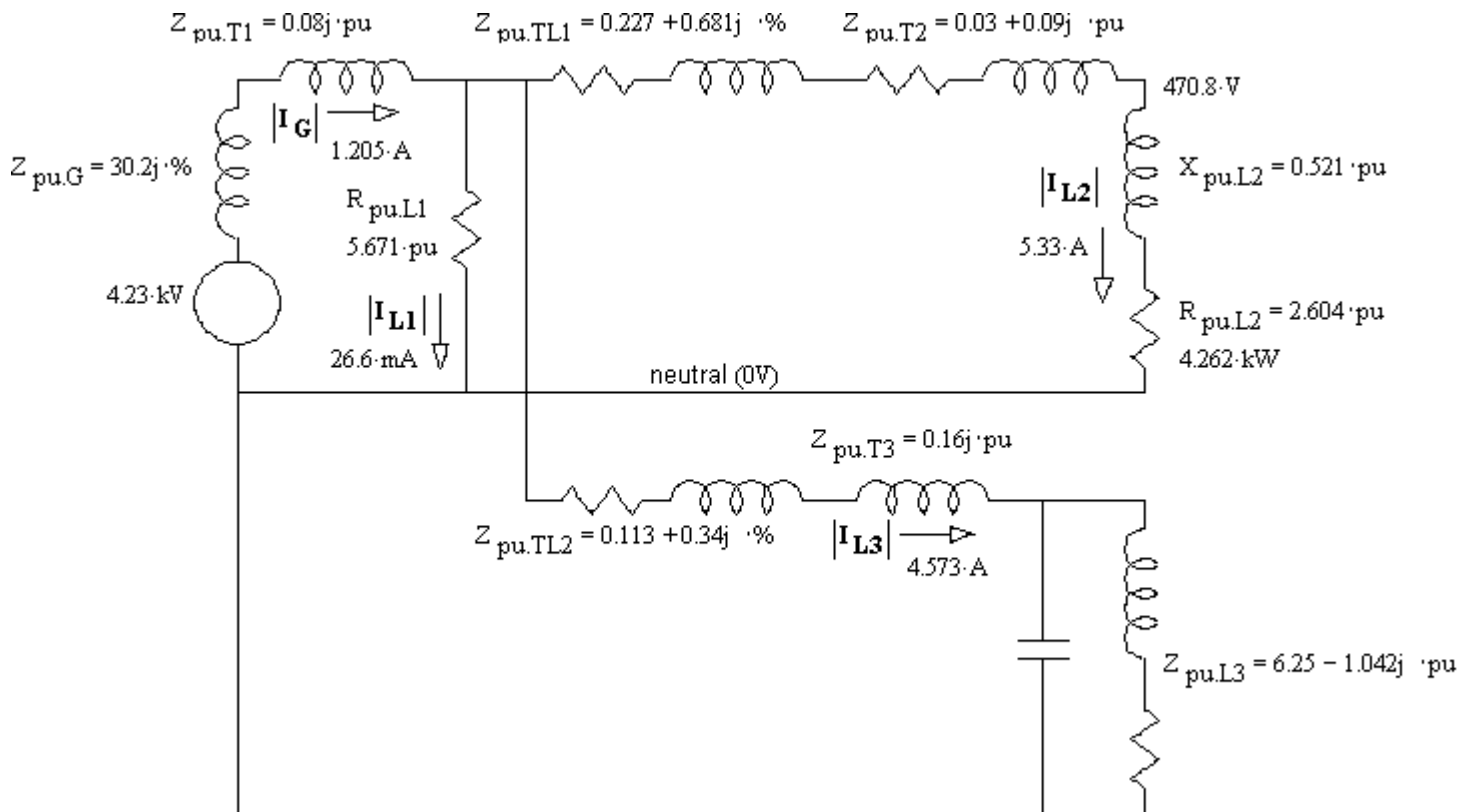 Z pu.T1 = 0.08j·pu
Z pu.TL1 = 0.227 +0.681j ·%
Z pu.T2 = 0.03 +0.09j ·pu
470.8·V
|I G|
1.205·A
Z pu.G = 30.2j·%
R pu.L1
5.671·pu
X pu.L2 = 0.521·pu
|I L2|
5.33·A
4.23·kV
|I L1|
26.6·mA
R pu.L2 = 2.604·pu
4.262·kW
neutral (0V)
Z pu.T3 = 0.16j·pu
Z pu.TL2 = 0.113 +0.34j ·%
|I L3|
4.573·A
Z pu.L3 = 6.25 − 1.042j ·pu